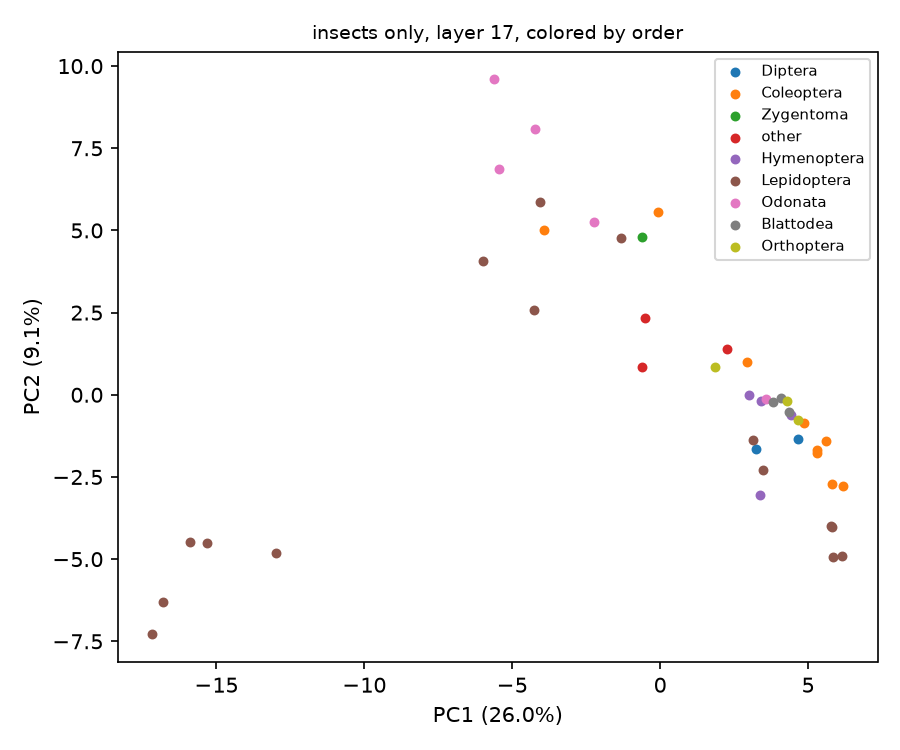 insects only, layer 17, colored by order
10.0
7.5
5.0
2.5
0.0
−2.5
−5.0
−7.5
PC2 (9.1%)
Diptera
Coleoptera
Zygentoma
other
Hymenoptera
Lepidoptera
Odonata
Blattodea
Orthoptera
−15 −10 −5 0 5
PC1 (26.0%)